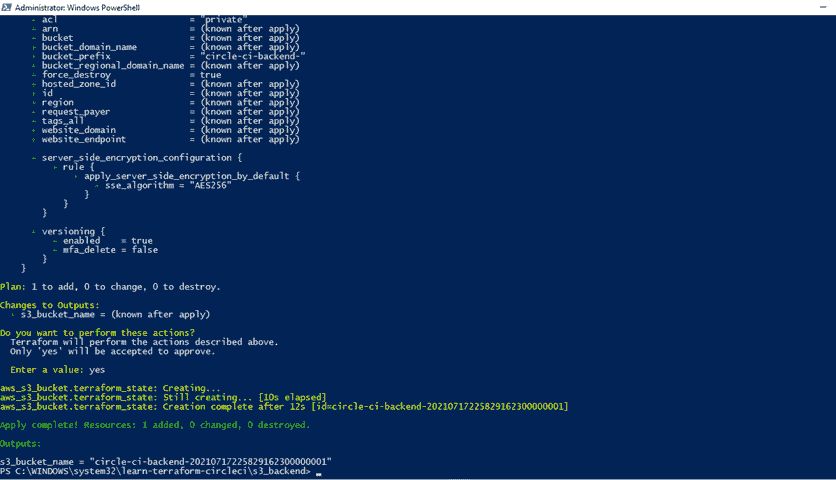 Administrator: Windows PowerShell
+ acl = "private"
+ arn = (known after apply)
+ bucket = (known after apply)
+ bucket_domain_name = (known after apply)
+ bucket_prefix = "circle-ci-backend-"
+ bucket_regional_domain_name = (known after apply)
+ force_destroy = true
+ hosted_zone_id = (known after apply)
+ id = (known after apply)
+ region = (known after apply)
+ request_payer = (known after apply)
+ tags_all = (known after apply)
+ website_domain = (known after apply)
+ website_endpoint = (known after apply)
+ server_side_encryption_configuration {
+ rule {
+ apply_server_side_encryption_by_default {
+ sse_algorithm = "AES256"
}
}
}
+ versioning {
+ enabled = true
+ mfa_delete = false
}
}
Plan: 1 to add, 0 to change, 0 to destroy.
Changes to Outputs:
+ s3_bucket_name = (known after apply)
Do you want to perform these actions?
Terraform will perform the actions described above.
Only 'yes' will be accepted to approve.
Enter a value: yes
aws_s3_bucket.terraform_state: Creating...
aws_s3_bucket.terraform_state: Still creating... [10s elapsed]
aws_s3_bucket.terraform_state: Creation complete after 12s [id=circle-ci-backend-20210717225829162300000001]
Apply complete! Resources: 1 added, 0 changed, 0 destroyed.
Outputs:
s3_bucket_name = "circle-ci-backend-20210717225829162300000001"
PS C:\WINDOWS\system32\learn-terraform-circleci\s3_backend>